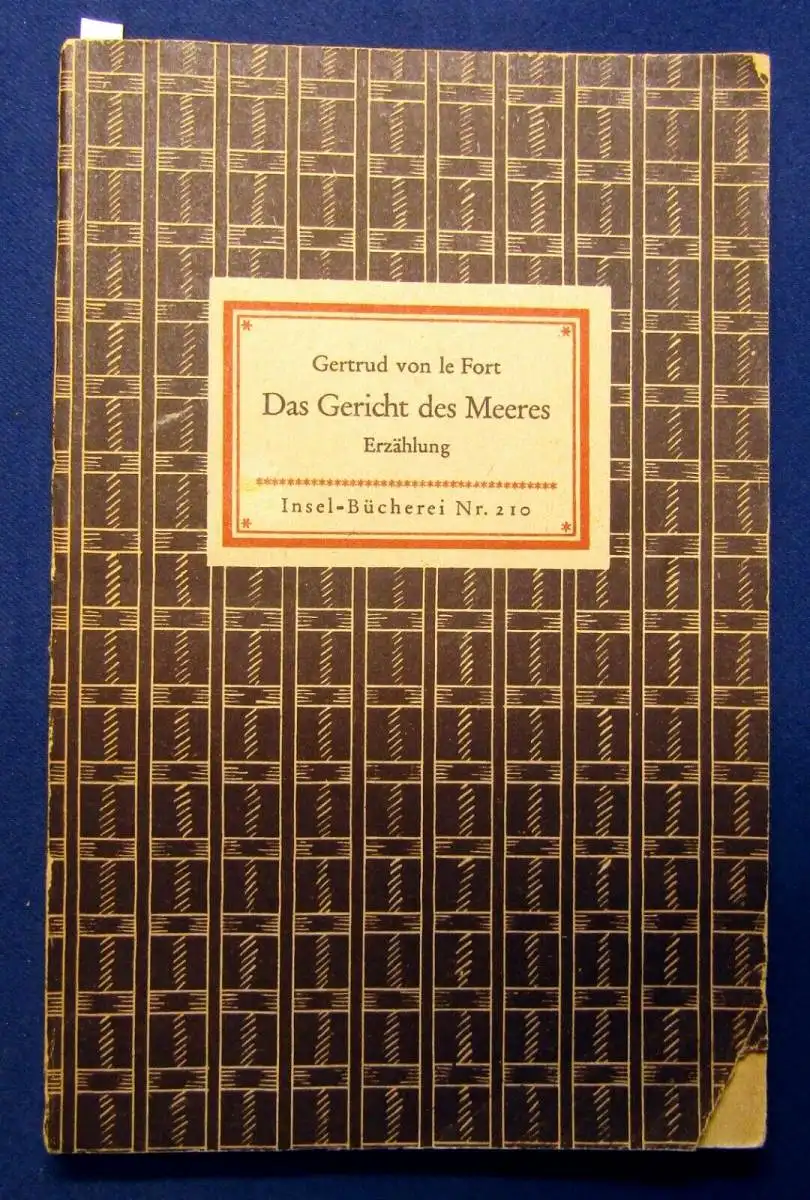 Gertrud von le Fort
Das Gericht des Meeres
Erzählung
Insel-Bücherei Nr. 210